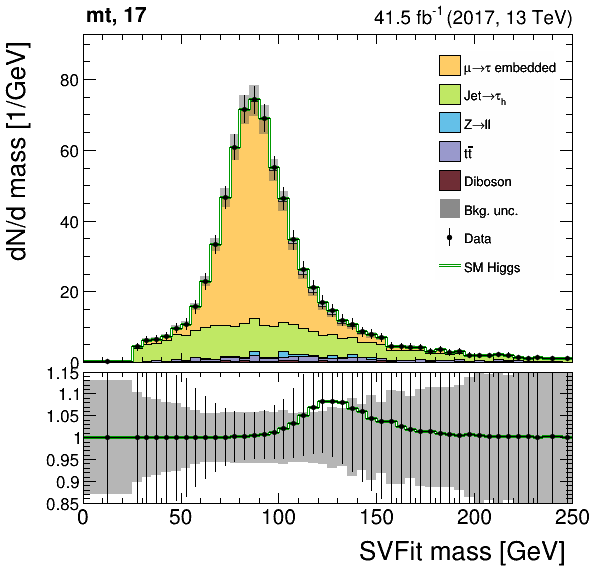 mt, 17
41.5 fb⁻¹ (2017, 13 TeV)
dN/d mass [1/GeV]
80
60
40
20
0
μ→τ embedded
Jet→τₕ
Z→ll
tt̄
Diboson
Bkg. unc.
Data
SM Higgs
1.15
1.1
1.05
1
0.95
0.9
0.85
0 50 100 150 200 250
SVFit mass [GeV]